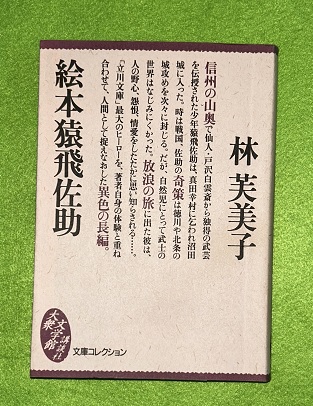 林 芙美子
信州の山奥で仙人・戸沢白雲斎から独得の武芸
を伝授された少年猿飛佐助は、真田幸村に乞われ沼田
城に入った。時は戦国、佐助の奇策は徳川や北条の
城攻めを次々に封じる。だが、自然児にとって武士の
世界はなじみにくかった。放浪の旅に出た彼は、
人の野心、怨恨、情愛をしたたかに思い知らされる……。
「立川文庫」最大のヒーローを、著者自身の体験と重ね
合わせて、人間として捉えなおした異色の長編。
絵本猿飛佐助
講談社
大衆文学館
文庫コレクション